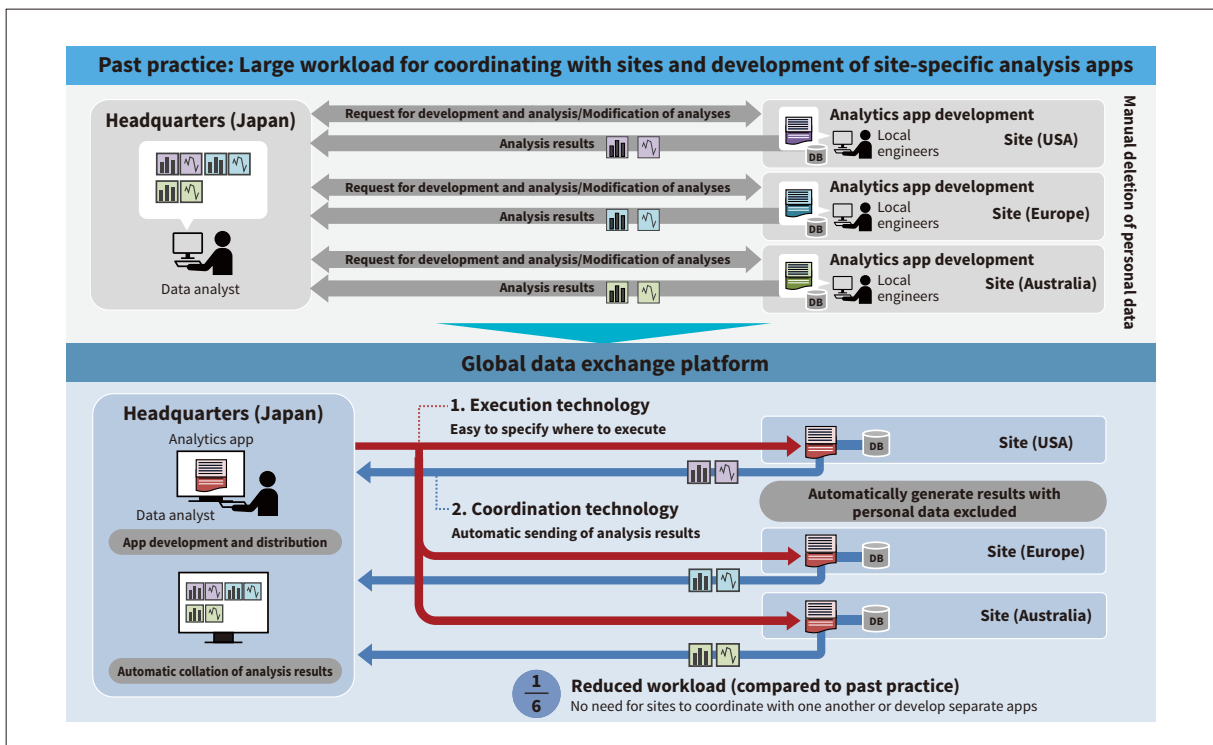 Past practice: Large workload for coordinating with sites and development of site-specific analysis apps
Headquarters (Japan)
Data analyst
Request for development and analysis/Modification of analyses
Analysis results
Analytics app development
DB
Local
engineers
Site (USA)
Request for development and analysis/Modification of analyses
Analysis results
Analytics app development
DB
Local
engineers
Site (Europe)
Request for development and analysis/Modification of analyses
Analysis results
Analytics app development
DB
Local
engineers
Site (Australia)
Manual deletion of personal data
Global data exchange platform
Headquarters (Japan)
Analytics app
Data analyst
App development and distribution
Automatic collation of analysis results
1. Execution technology
Easy to specify where to execute
2. Coordination technology
Automatic sending of analysis results
DB
Site (USA)
Automatically generate results with
personal data excluded
DB
Site (Europe)
DB
Site (Australia)
1
6
Reduced workload (compared to past practice)
No need for sites to coordinate with one another or develop separate apps